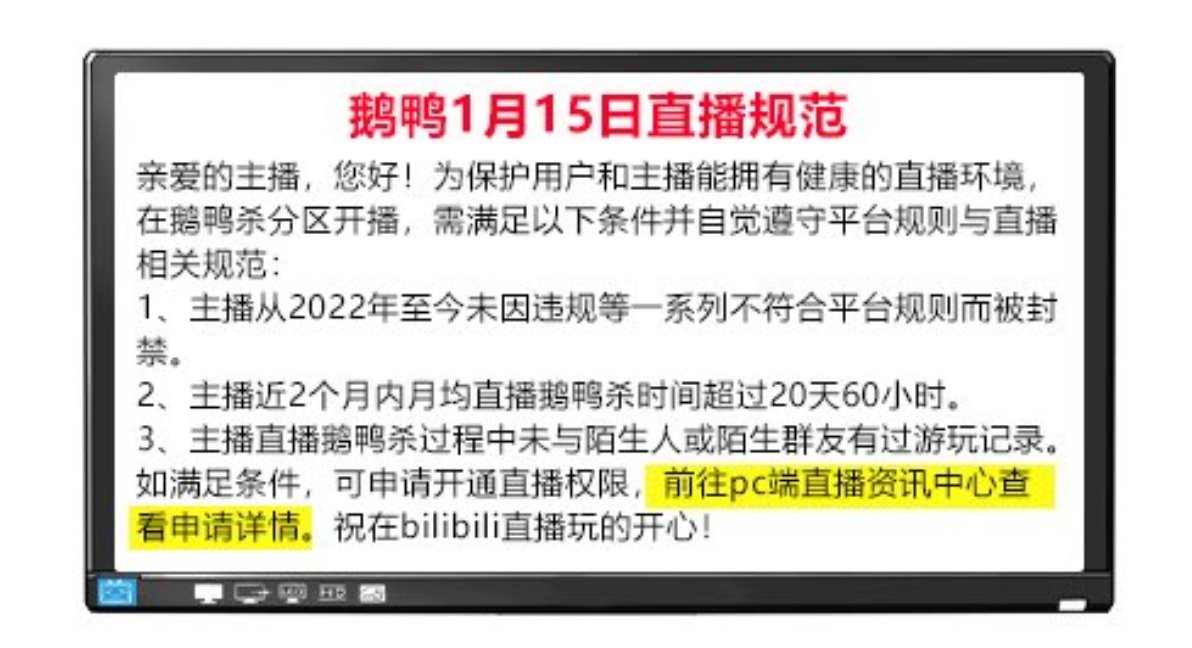 鹅鸭1月15日直播规范
亲爱的主播，您好！为保护用户和主播能拥有健康的直播环境，
在鹅鸭杀分区开播，需满足以下条件并自觉遵守平台规则与直播
相关规范：
1、主播从2022年至今未因违规等一系列不符合平台规则而被封
禁。
2、主播近2个月内月均直播鹅鸭杀时间超过20天60小时。
3、主播直播鹅鸭杀过程中未与陌生人或陌生群友有过游玩记录。
如满足条件，可申请开通直播权限，前往pc端直播资讯中心查
看申请详情。祝在bilibili直播玩的开心！
HD